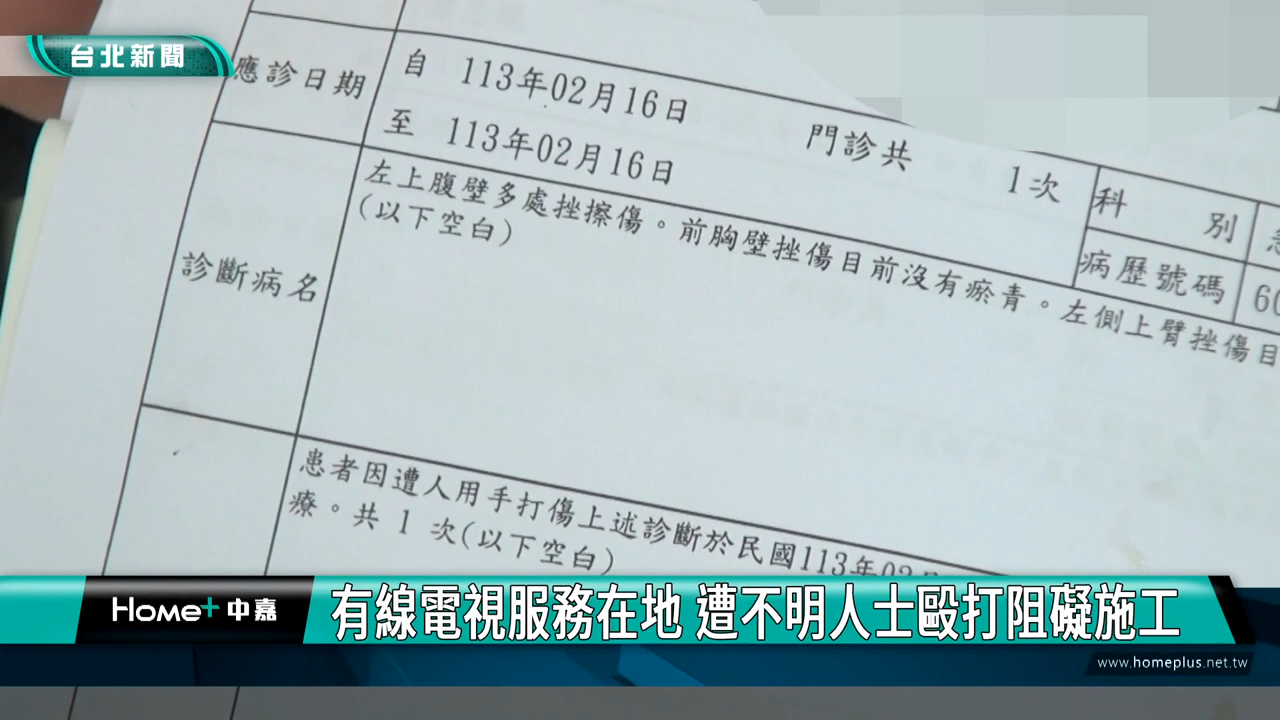 台北新聞
應診日期
自 113年02月16日
至 113年02月16日
門診共 1次
科 別
病歷號碼 60
診斷病名
左上腹壁多處挫擦傷。前胸壁挫傷目前沒有瘀青。左側上臂挫傷目
(以下空白)
患者因遭人用手打傷上述診斷於民國113年02
療。共 1 次(以下空白)
Home+ 中嘉
有線電視服務在地 遭不明人士毆打阻礙施工
www.homeplus.net.tw